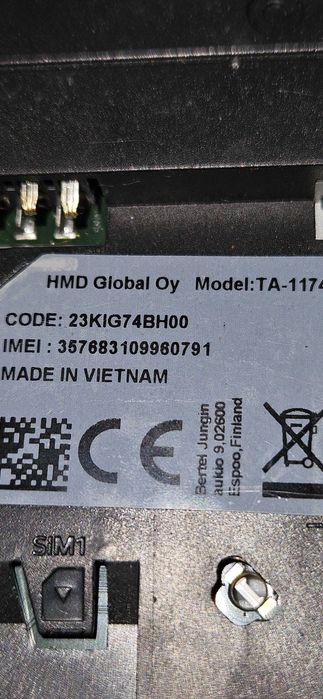 HMD Global Oy Model:TA-1174
CODE: 23KIG74BH00
IMEI : 357683109960791
MADE IN VIETNAM
CE
Bertel Jungin
aukio 9,02600
Espoo,Finland
SIM1